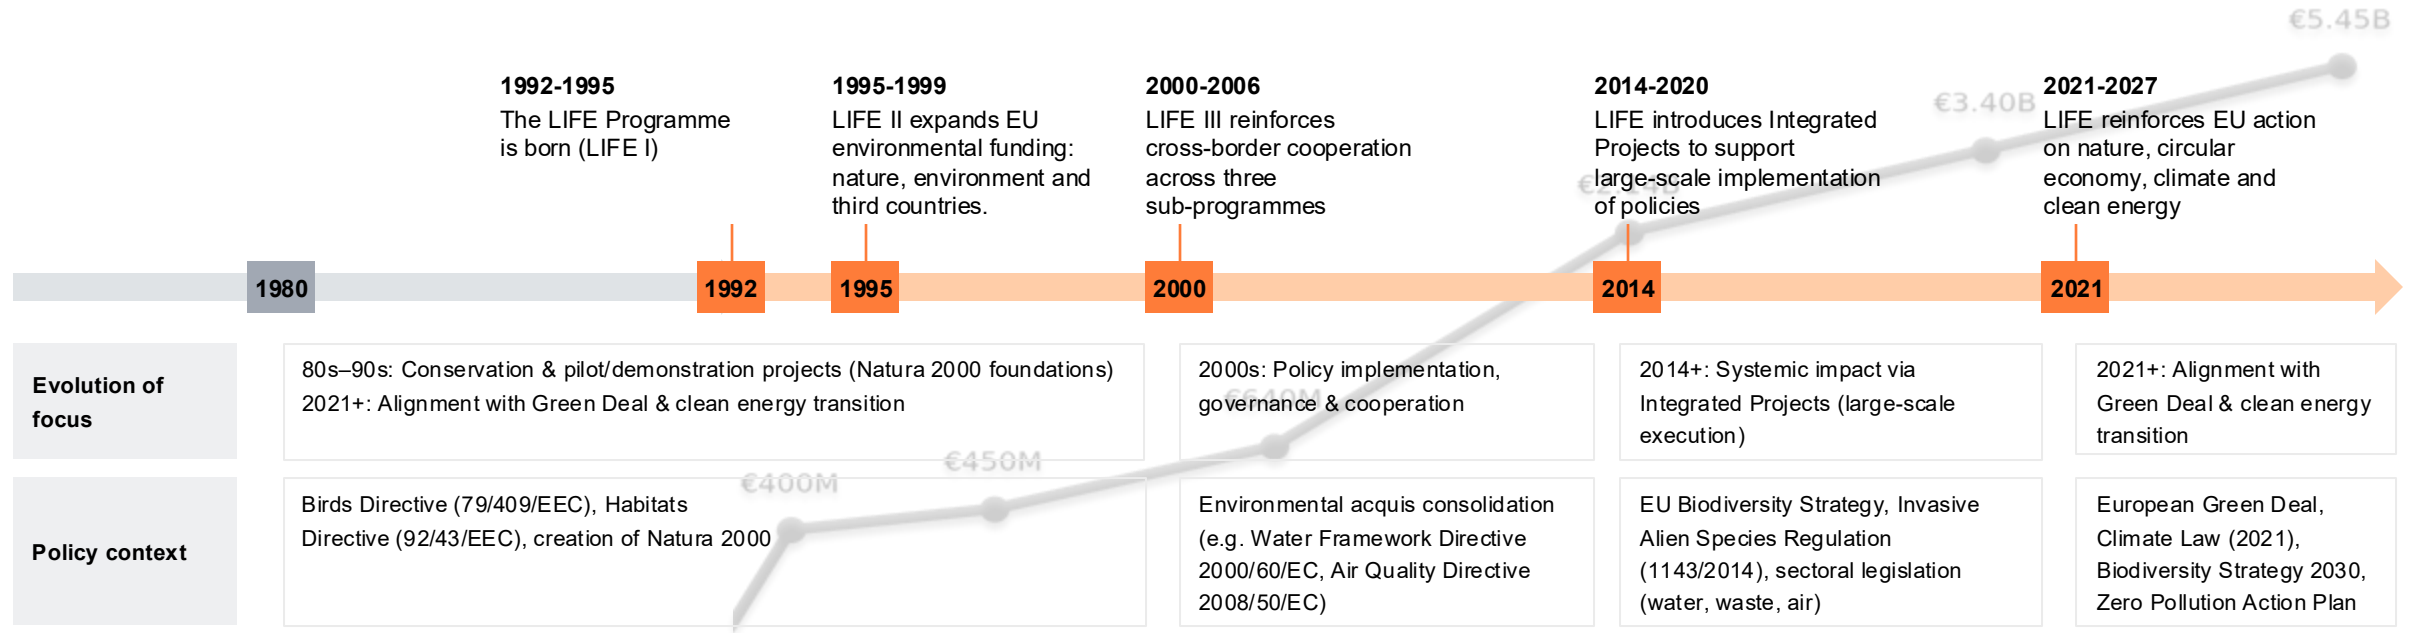 €5.45B
€3.40B
1992-1995
The LIFE Programme
is born (LIFE I)
1995-1999
LIFE II expands EU
environmental funding:
nature, environment and
third countries.
2000-2006
LIFE III reinforces
cross-border cooperation
across three
sub-programmes
2014-2020
LIFE introduces Integrated
Projects to support
large-scale implementation
of policies
2021-2027
LIFE reinforces EU action
on nature, circular
economy, climate and
clean energy
1980
1992
1995
2000
2014
2021
Evolution of
focus
80s–90s: Conservation & pilot/demonstration projects (Natura 2000 foundations)
2021+: Alignment with Green Deal & clean energy transition
2000s: Policy implementation,
governance & cooperation
€640M
2014+: Systemic impact via
Integrated Projects (large-scale
execution)
2021+: Alignment with
Green Deal & clean energy
transition
€400M
€450M
Policy context
Birds Directive (79/409/EEC), Habitats
Directive (92/43/EEC), creation of Natura 2000
Environmental acquis consolidation
(e.g. Water Framework Directive
2000/60/EC, Air Quality Directive
2008/50/EC)
EU Biodiversity Strategy, Invasive
Alien Species Regulation
(1143/2014), sectoral legislation
(water, waste, air)
European Green Deal,
Climate Law (2021),
Biodiversity Strategy 2030,
Zero Pollution Action Plan